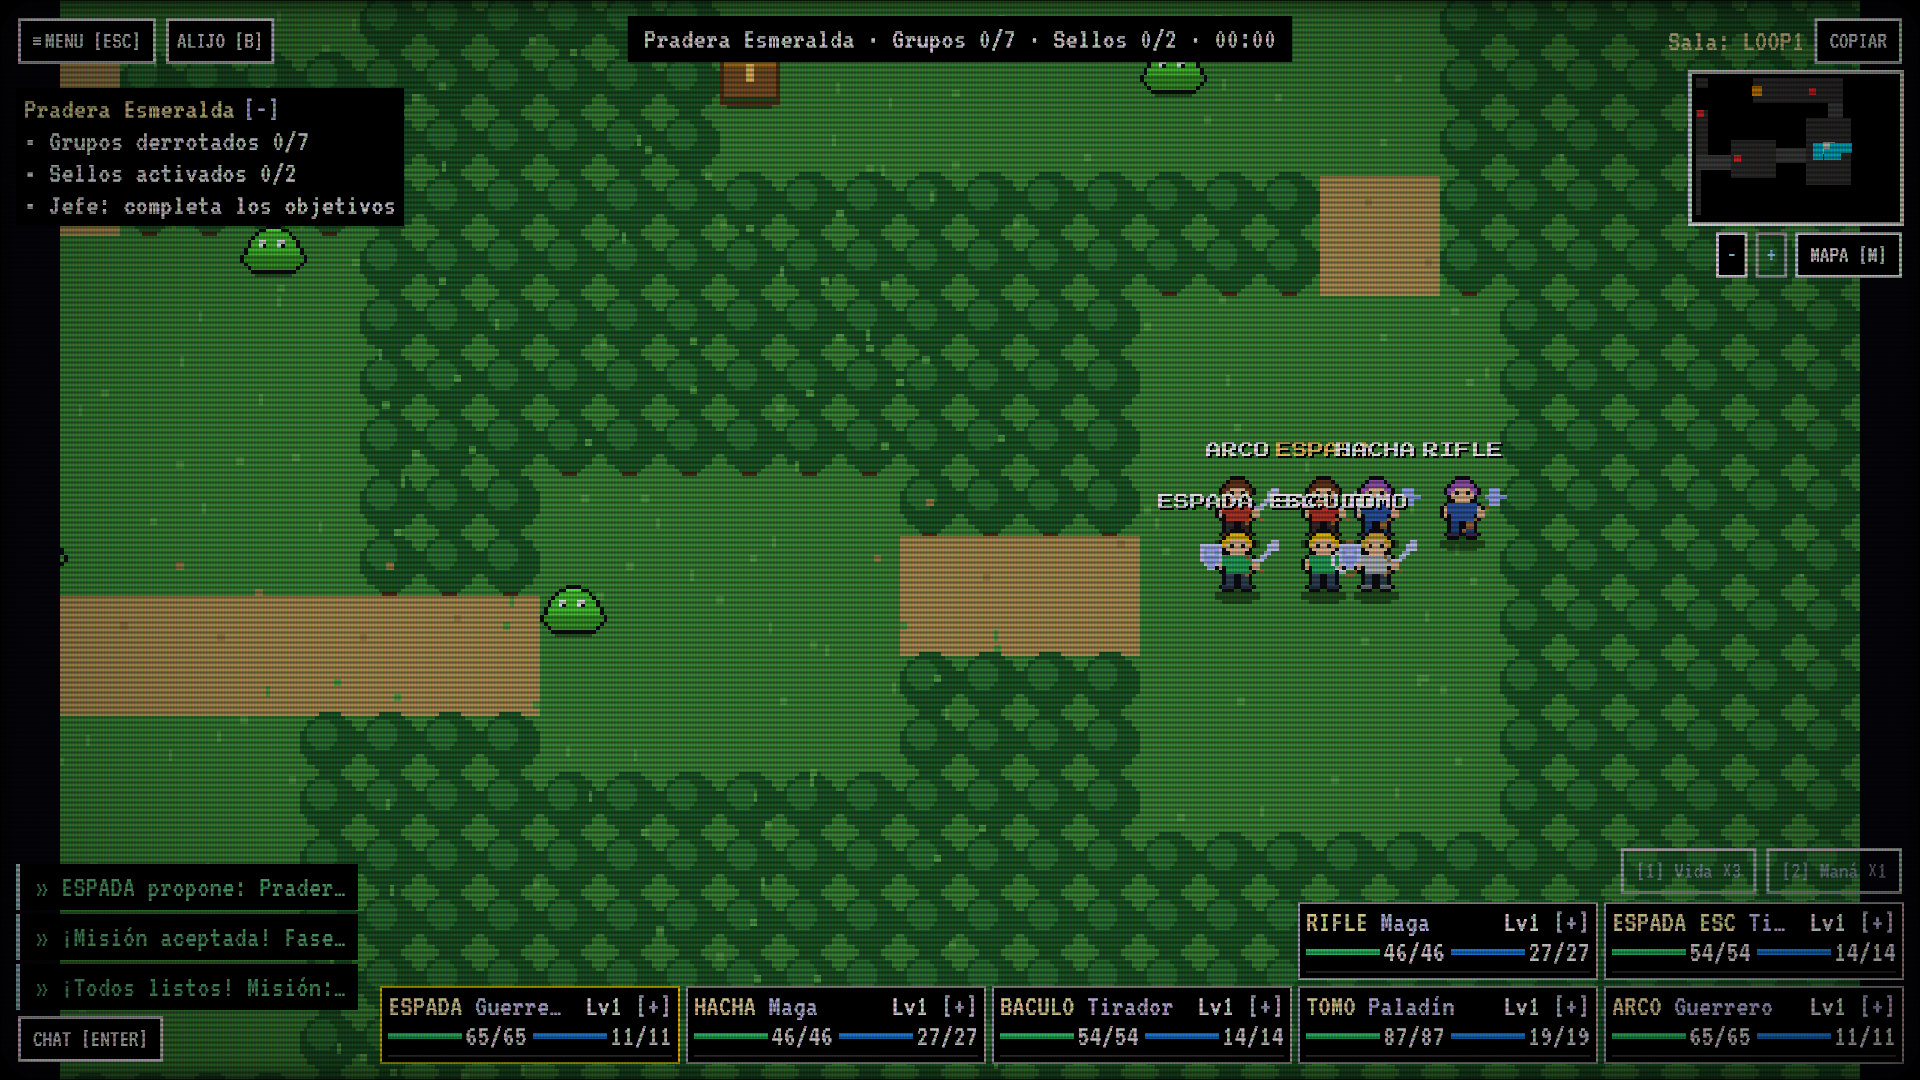 ≡MENU [ESC]
ALIJO [B]
Pradera Esmeralda · Grupos 0/7 · Sellos 0/2 · 00:00
Sala: LOOP1
COPIAR
Pradera Esmeralda [-]
· Grupos derrotados 0/7
· Sellos activados 0/2
· Jefe: completa los objetivos
-
+
MAPA [M]
ARCO
HACHA
RIFLE
ESPADA
TOMO
» ESPADA propone: Prader…
» ¡Misión aceptada! Fase…
» ¡Todos listos! Misión:…
CHAT [ENTER]
[1] Vida X3
[2] Maná X1
RIFLE Maga Lv1 [+]
46/46 27/27
ESPADA ESC Ti… Lv1 [+]
54/54 14/14
ESPADA Guerre… Lv1 [+]
65/65 11/11
HACHA Maga Lv1 [+]
46/46 27/27
BACULO Tirador Lv1 [+]
54/54 14/14
TOMO Paladín Lv1 [+]
87/87 19/19
ARCO Guerrero Lv1 [+]
65/65 11/11